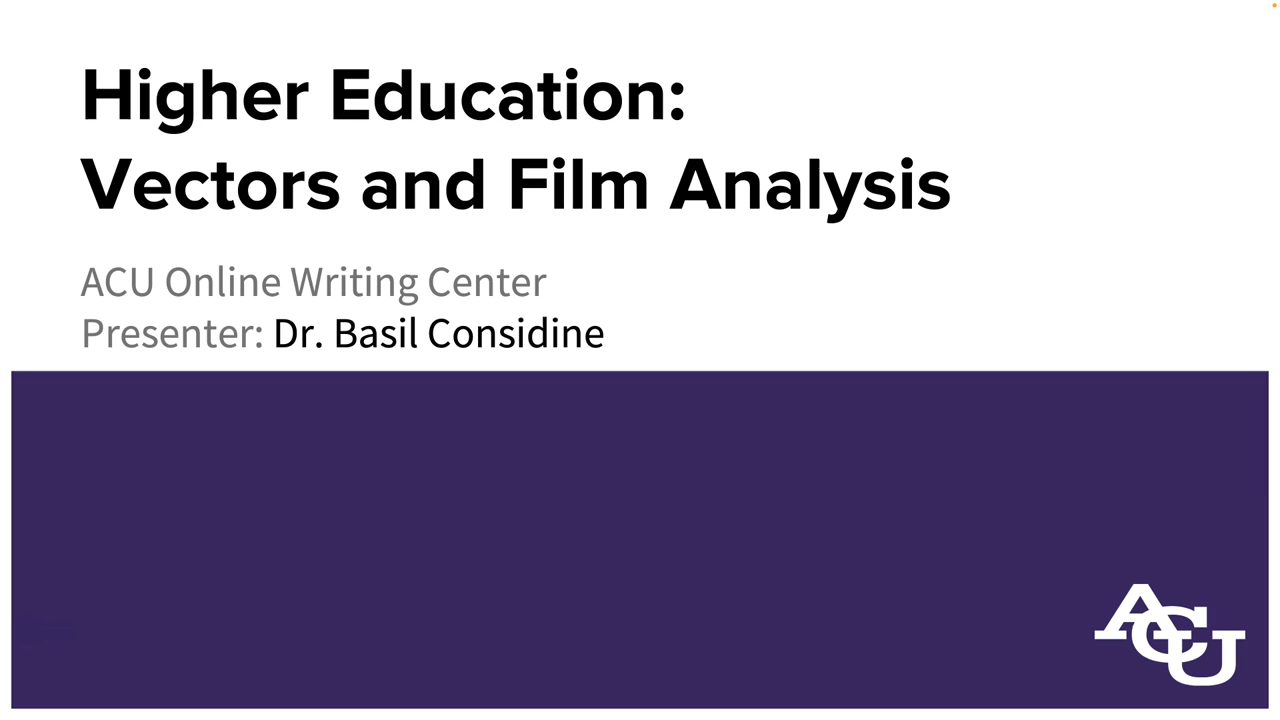 Higher Education:
Vectors and Film Analysis
ACU Online Writing Center
Presenter: Dr. Basil Considine
ACU